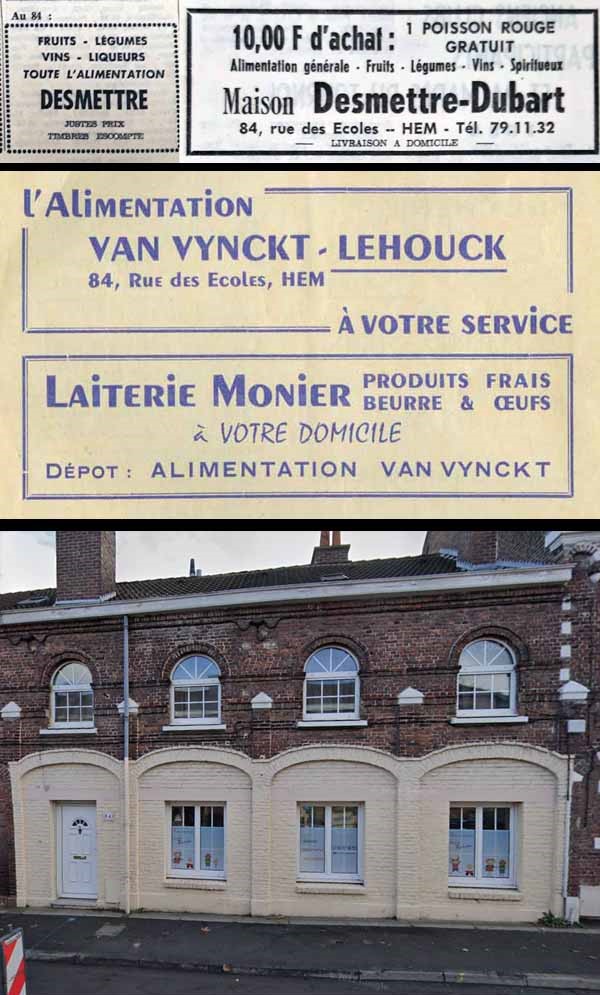 Au 84 :
FRUITS - LÉGUMES
VINS - LIQUEURS
TOUTE L'ALIMENTATION
DESMETTRE
JUSTES PRIX
TIMBRES ESCOMPTE
10,00 F d'achat : 1 POISSON ROUGE
GRATUIT
Alimentation générale - Fruits - Légumes - Vins - Spiritueux
Maison Desmettre-Dubart
84, rue des Ecoles -- HEM - Tél. 79.11.32
LIVRAISON A DOMICILE
l'Alimentation
VAN VYNCKT - LEHOUCK
84, Rue des Ecoles, HEM
À VOTRE SERVICE
Laiterie Monier PRODUITS FRAIS
BEURRE & ŒUFS
à VOTRE DOMICILE
DÉPOT : ALIMENTATION VAN VYNCKT